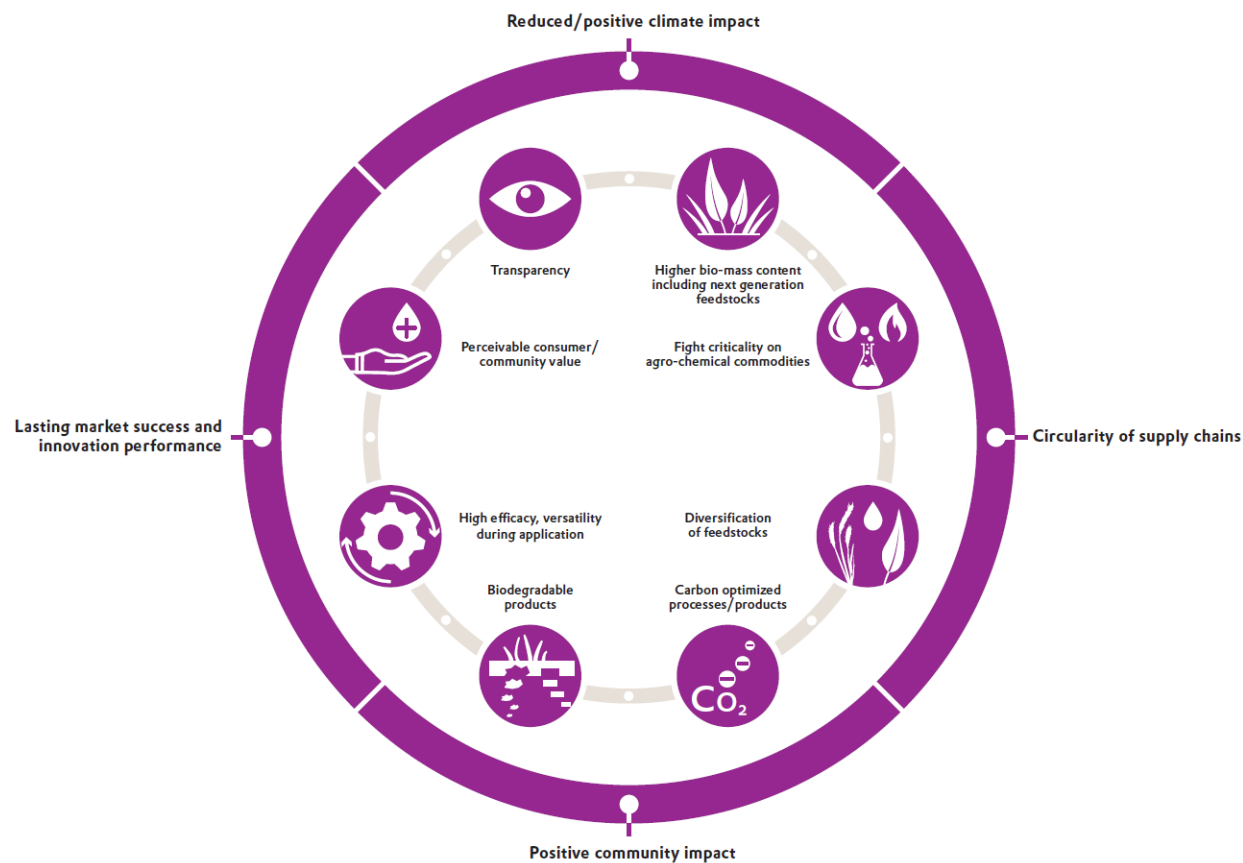 Reduced/positive climate impact
Transparency
Higher bio-mass content
including next generation
feedstocks
Perceivable consumer/
community value
Fight criticality on
agro-chemical commodities
Lasting market success and
innovation performance
Circularity of supply chains
High efficacy, versatility
during application
Diversification
of feedstocks
Biodegradable
products
Carbon optimized
processes/products
CO₂
Positive community impact